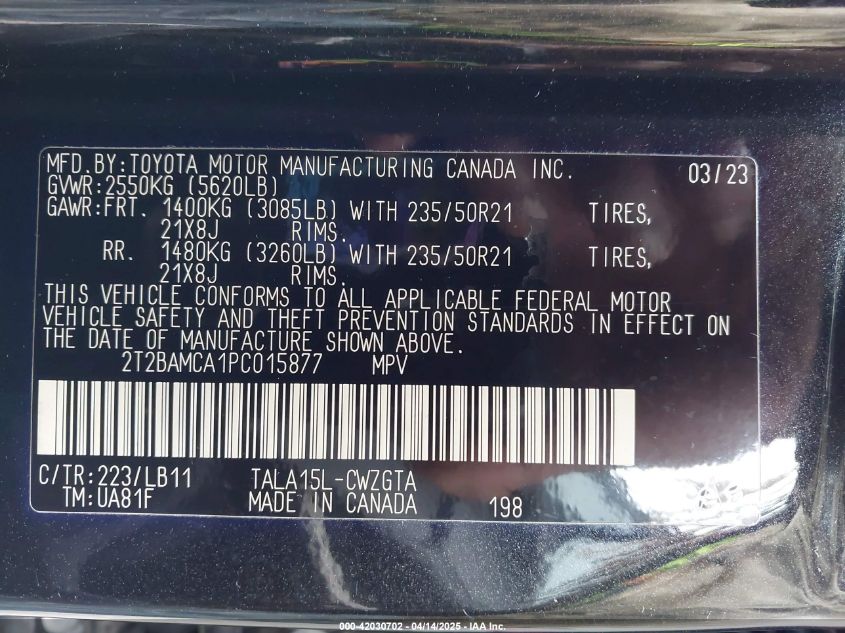 MFD.BY:TOYOTA MOTOR MANUFACTURING CANADA INC. 03/23
GVWR:2550KG (5620LB)
GAWR:FRT. 1400KG (3085LB) WITH 235/50R21 TIRES,
21X8J RIMS.
RR. 1480KG (3260LB) WITH 235/50R21 TIRES,
21X8J RIMS.
THIS VEHICLE CONFORMS TO ALL APPLICABLE FEDERAL MOTOR
VEHICLE SAFETY AND THEFT PREVENTION STANDARDS IN EFFECT ON
THE DATE OF MANUFACTURE SHOWN ABOVE.
2T2BAMCA1PC015877 MPV
C/TR:223/LB11 TALA15L-CWZGTA
TM:UA81F MADE IN CANADA 198
000-42030702 - 04/14/2025 - IAA Inc.